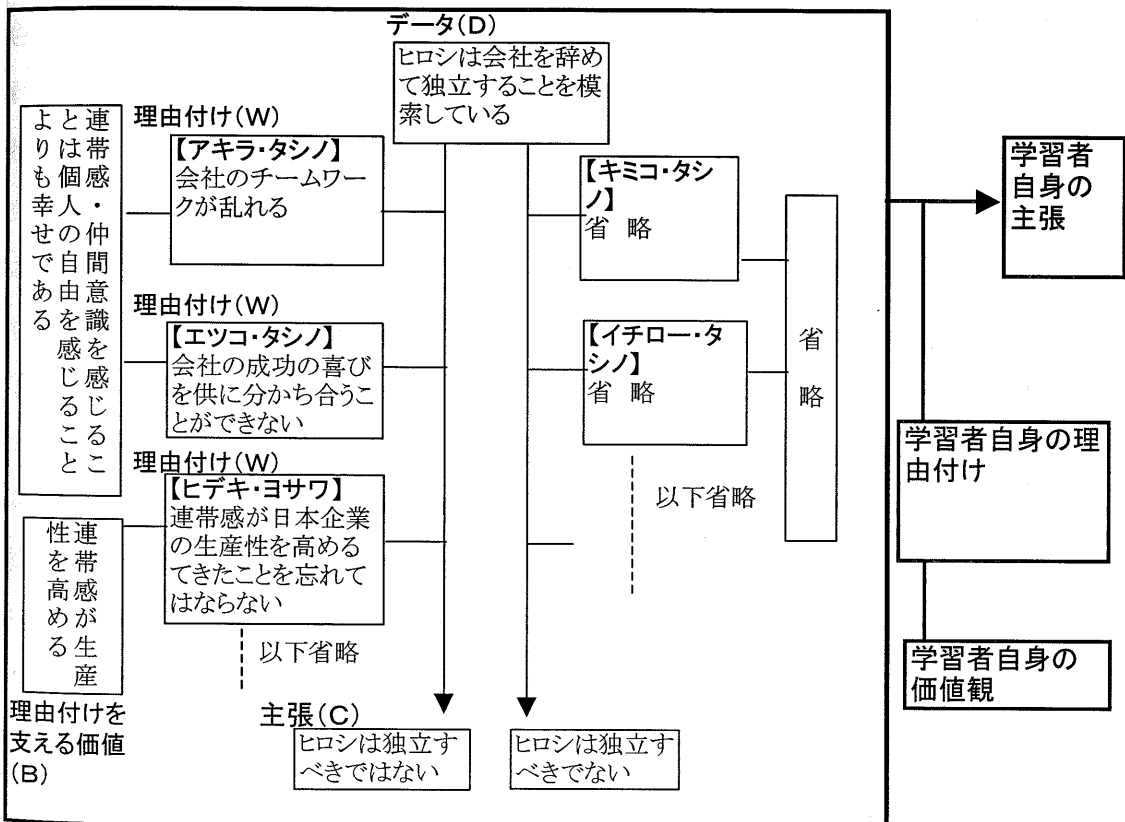 データ(D)
ヒロシは会社を辞め
て独立することを模
索している
連帯感・仲間意識を感じるこ
とは個人の自由を感じること
よりも幸せである
理由付け(W)
【アキラ・タシノ】
会社のチームワー
クが乱れる
理由付け(W)
【エツコ・タシノ】
会社の成功の喜び
を供に分かち合うこ
とができない
理由付け(W)
【ヒデキ・ヨサワ】
連帯感が日本企業
の生産性を高める
てきたことを忘れて
はならない
以下省略
連帯感が生産
性を高める
理由付けを
支える価値
(B)
【キミコ・タシ
ノ】
省 略
【イチロー・タ
シノ】
省 略
以下省略
省 略
主張(C)
ヒロシは独立す
べきではない
ヒロシは独立す
べきでない
学習者
自身の
主張
学習者自身の理
由付け
学習者自身の
価値観